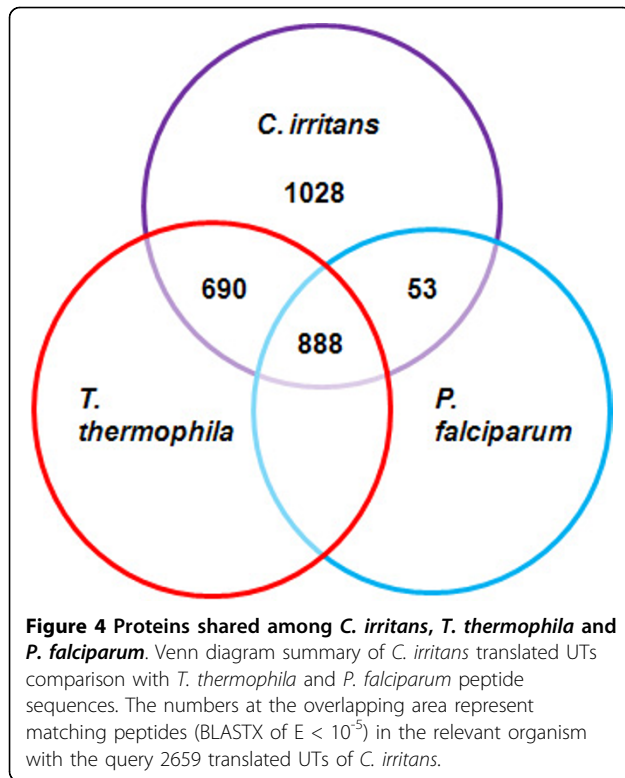 C. irritans
1028
690
53
888
T.
thermophila
P.
falciparum
Figure 4 Proteins shared among C. irritans, T. thermophila and
P. falciparum. Venn diagram summary of C. irritans translated UTs
comparison with T. thermophila and P. falciparum peptide
sequences. The numbers at the overlapping area represent
matching peptides (BLASTX of E < 10⁻⁵) in the relevant organism
with the query 2659 translated UTs of C. irritans.